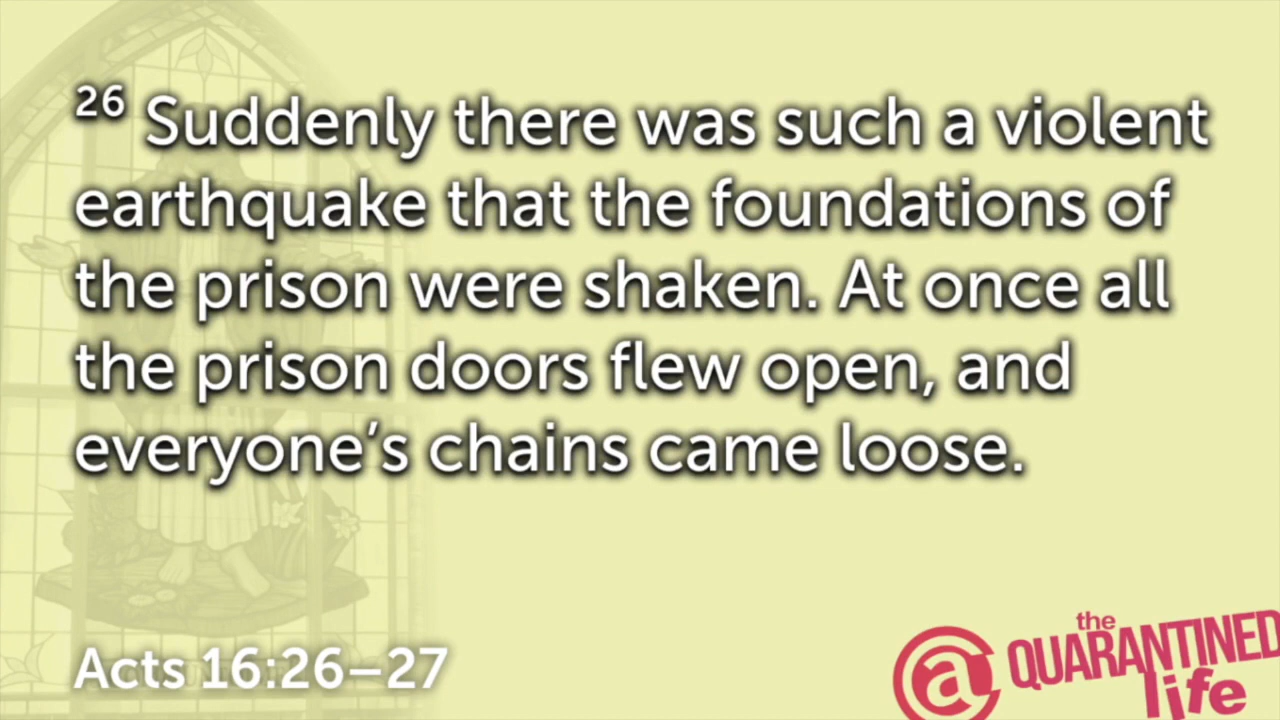 26 Suddenly there was such a violent
earthquake that the foundations of
the prison were shaken. At once all
the prison doors flew open, and
everyone’s chains came loose.
Acts 16:26–27
@ the
QUARANTINED
life